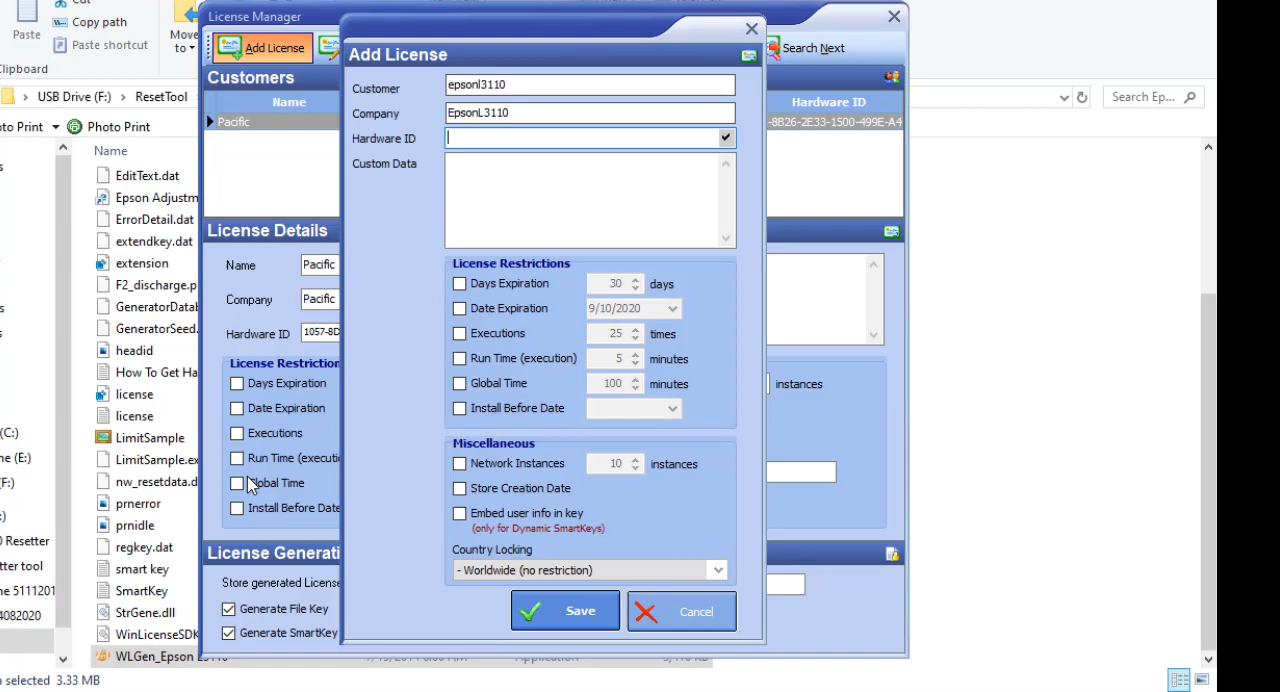 Cut
Copy path
Paste
Paste shortcut
Move
to
Clipboard
USB Drive (F:)
ResetTool
Search Ep...
to Print
Photo Print
Name
EditText.dat
Epson Adjustm
ErrorDetail.dat
extendkey.dat
extension
F2_discharge.p
GeneratorDatab
GeneratorSeed.
headid
How To Get Ha
license
license
LimitSample
LimitSample.ex
nw_resetdata.d
prnerror
prnidle
regkey.dat
smart key
SmartKey
StrGene.dll
WinLicenseSDK
WLGen_Epson
(C:)
e (E:)
F:)
:)
0 Resetter
tter tool
e 5111201
4082020
Application
selected 3.33 MB
License Manager
Add License
Search Next
Customers
Name
Hardware ID
Pacific
-8B26-2E33-1500-499E-A4
License Details
Name
Pacific
Company
Pacific
Hardware ID
1057-8D
License Restriction
Days Expiration
Date Expiration
Executions
Run Time (executi
Global Time
Install Before Date
instances
License Generati
Store generated License
Generate File Key
Generate SmartKey
Add License
Customer
epsonl3110
Company
EpsonL3110
Hardware ID
Custom Data
License Restrictions
Days Expiration 30 days
Date Expiration 9/10/2020
Executions 25 times
Run Time (execution) 5 minutes
Global Time 100 minutes
Install Before Date
Miscellaneous
Network Instances 10 instances
Store Creation Date
Embed user info in key
(only for Dynamic SmartKeys)
Country Locking
- Worldwide (no restriction)
Save
Cancel